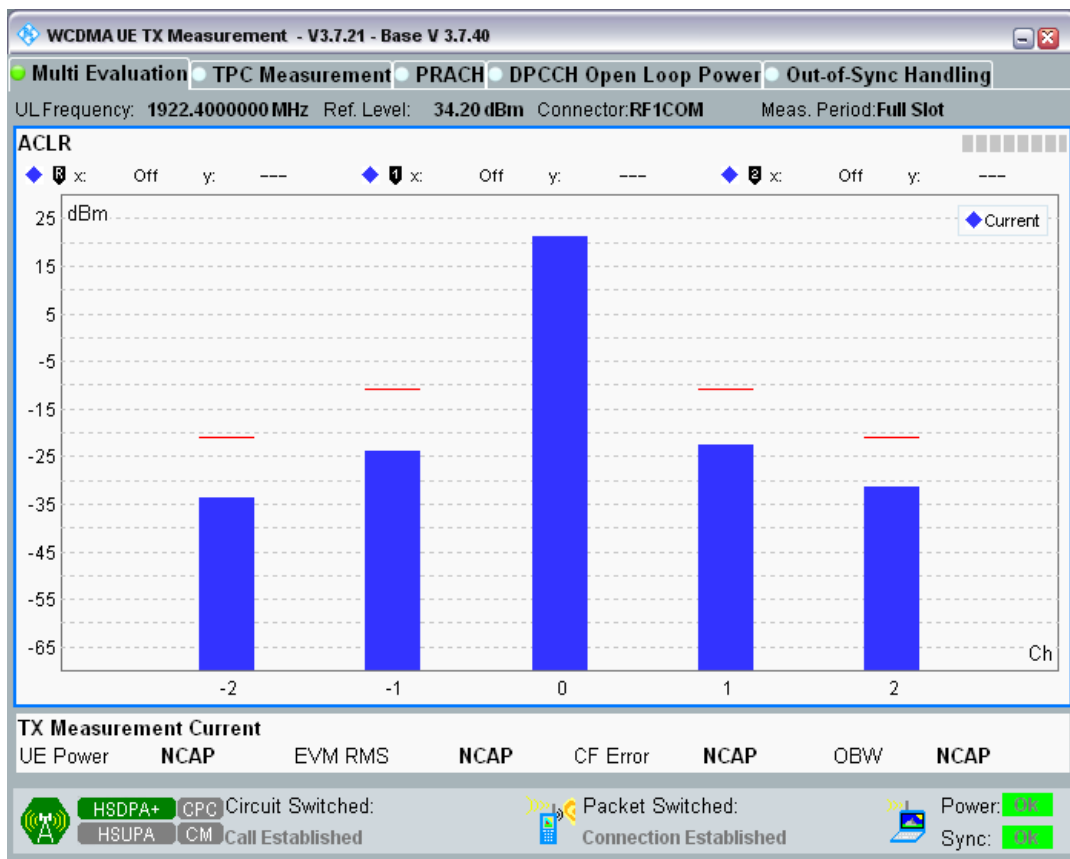 WCDMA UE TX Measurement - V3.7.21 - Base V 3.7.40
Multi Evaluation TPC Measurement PRACH DPCCH Open Loop Power Out-of-Sync Handling
UL Frequency: 1922.4000000 MHz Ref. Level: 34.20 dBm Connector:RF1COM Meas. Period:Full Slot
ACLR
R x: Off y: --- 1 x: Off y: --- 2 x: Off y: ---
dBm
Current
25
15
5
-5
-15
-25
-35
-45
-55
-65
Ch
-2 -1 0 1 2
TX Measurement Current
UE Power NCAP EVM RMS NCAP CF Error NCAP OBW NCAP
HSDPA+ CPC Circuit Switched: Packet Switched: Power: OK
HSUPA CM Call Established Connection Established Sync: OK